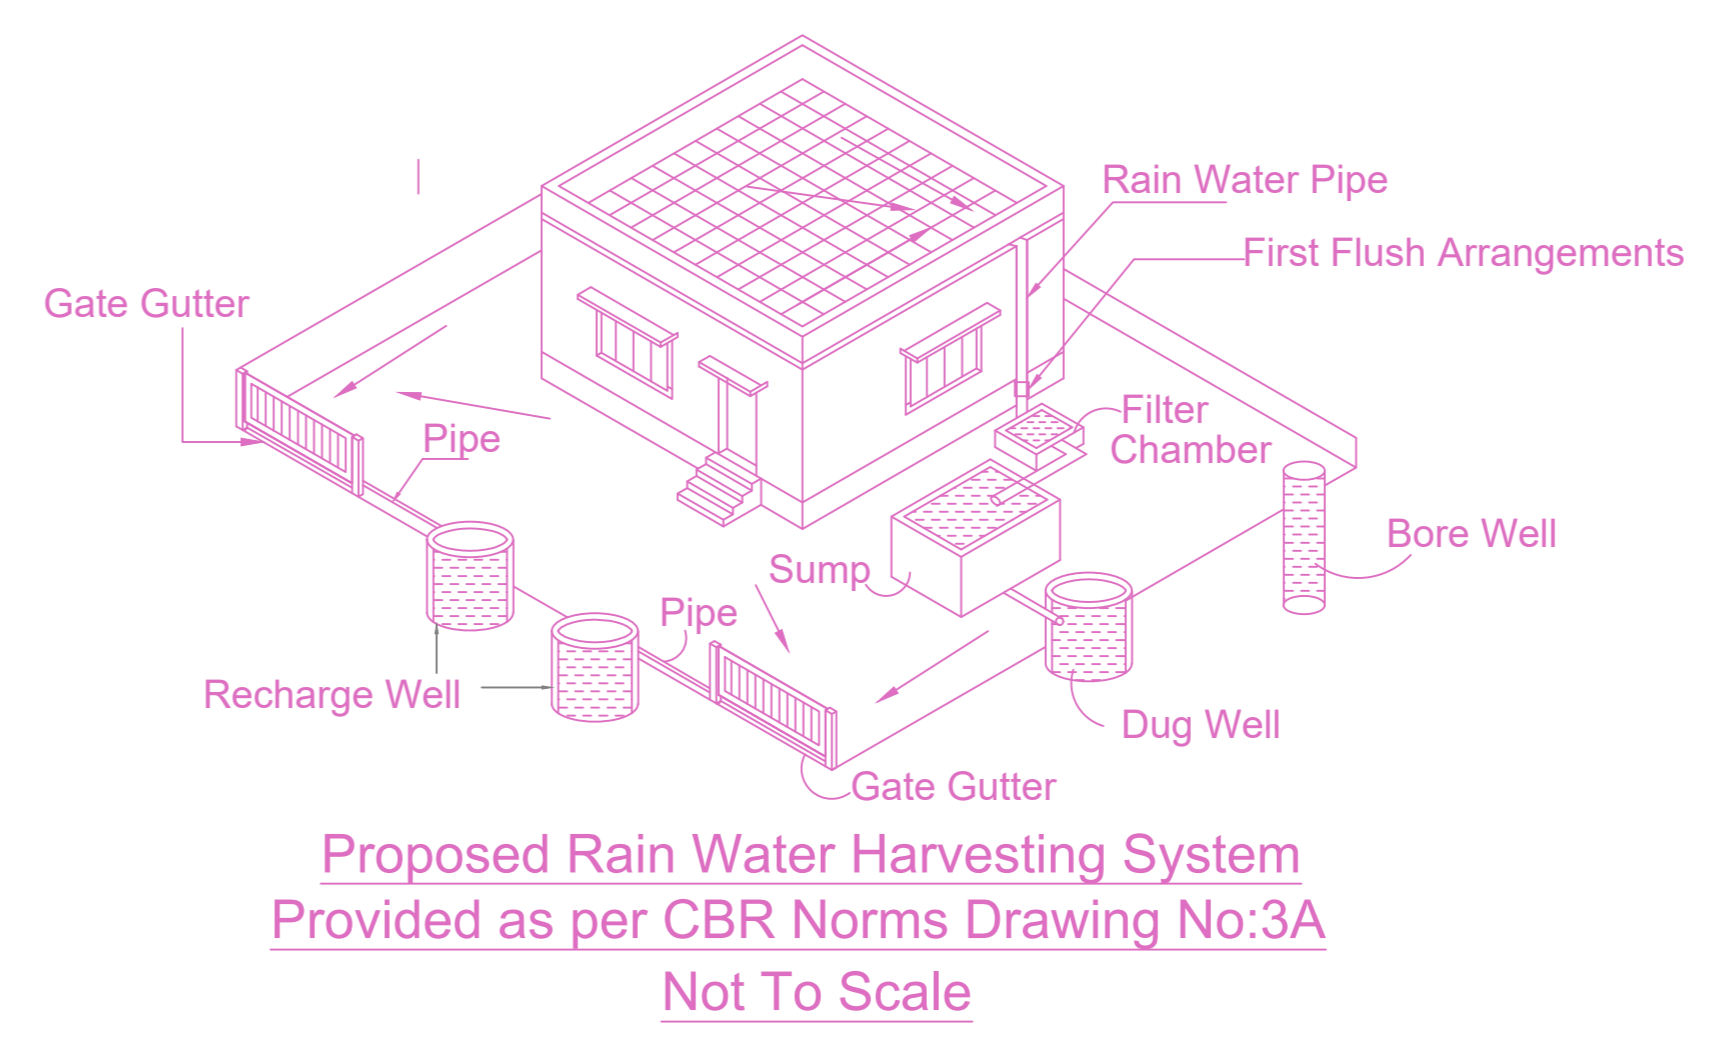 Rain Water Pipe
First Flush Arrangements
Gate Gutter
Pipe
Filter
Chamber
Bore Well
Sump
Pipe
Recharge Well
Dug Well
Gate Gutter
Proposed Rain Water Harvesting System
Provided as per CBR Norms Drawing No:3A
Not To Scale